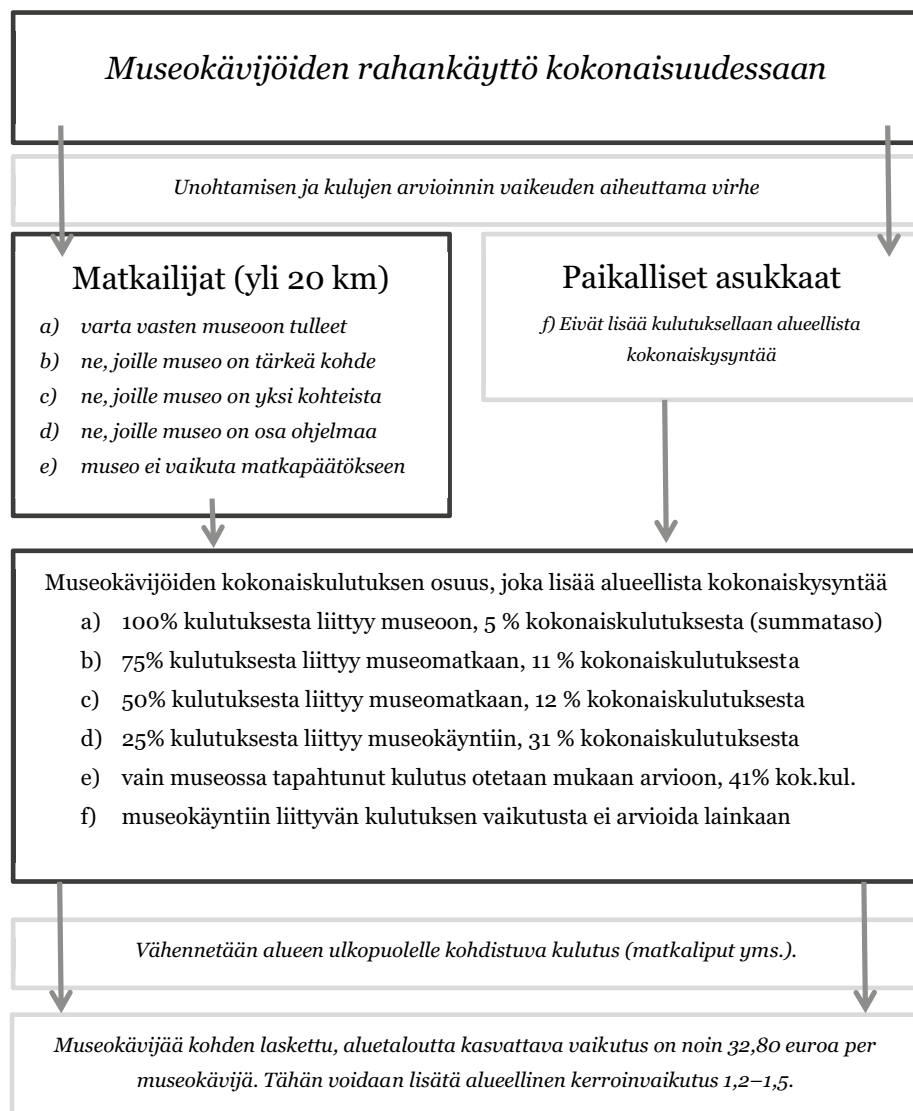 Museokävijöiden rahankäyttö kokonaisuudessaan
Unohtamisen ja kulujen arvioinnin vaikeuden aiheuttama virhe
Matkailijat (yli 20 km)
a) varta vasten museoon tulleet
b) ne, joille museo on tärkeä kohde
c) ne, joille museo on yksi kohteista
d) ne, joille museo on osa ohjelmaa
e) museo ei vaikuta matkapäätökseen
Paikalliset asukkaat
f) Eivät lisää kulutuksellaan alueellista
kokonaiskysyntää
Museokävijöiden kokonaiskulutuksen osuus, joka lisää alueellista kokonaiskysyntää
a) 100% kulutuksesta liittyy museoon, 5 % kokonaiskulutuksesta (summataso)
b) 75% kulutuksesta liittyy museomatkaan, 11 % kokonaiskulutuksesta
c) 50% kulutuksesta liittyy museomatkaan, 12 % kokonaiskulutuksesta
d) 25% kulutuksesta liittyy museokäyntiin, 31 % kokonaiskulutuksesta
e) vain museossa tapahtunut kulutus otetaan mukaan arvioon, 41% kok.kul.
f) museokäyntiin liittyvän kulutuksen vaikutusta ei arvioida lainkaan
Vähennetään alueen ulkopuolelle kohdistuva kulutus (matkaliput yms.).
Museokävijää kohden laskettu, aluetaloutta kasvattava vaikutus on noin 32,80 euroa per
museokävijä. Tähän voidaan lisätä alueellinen kerroinvaikutus 1,2–1,5.